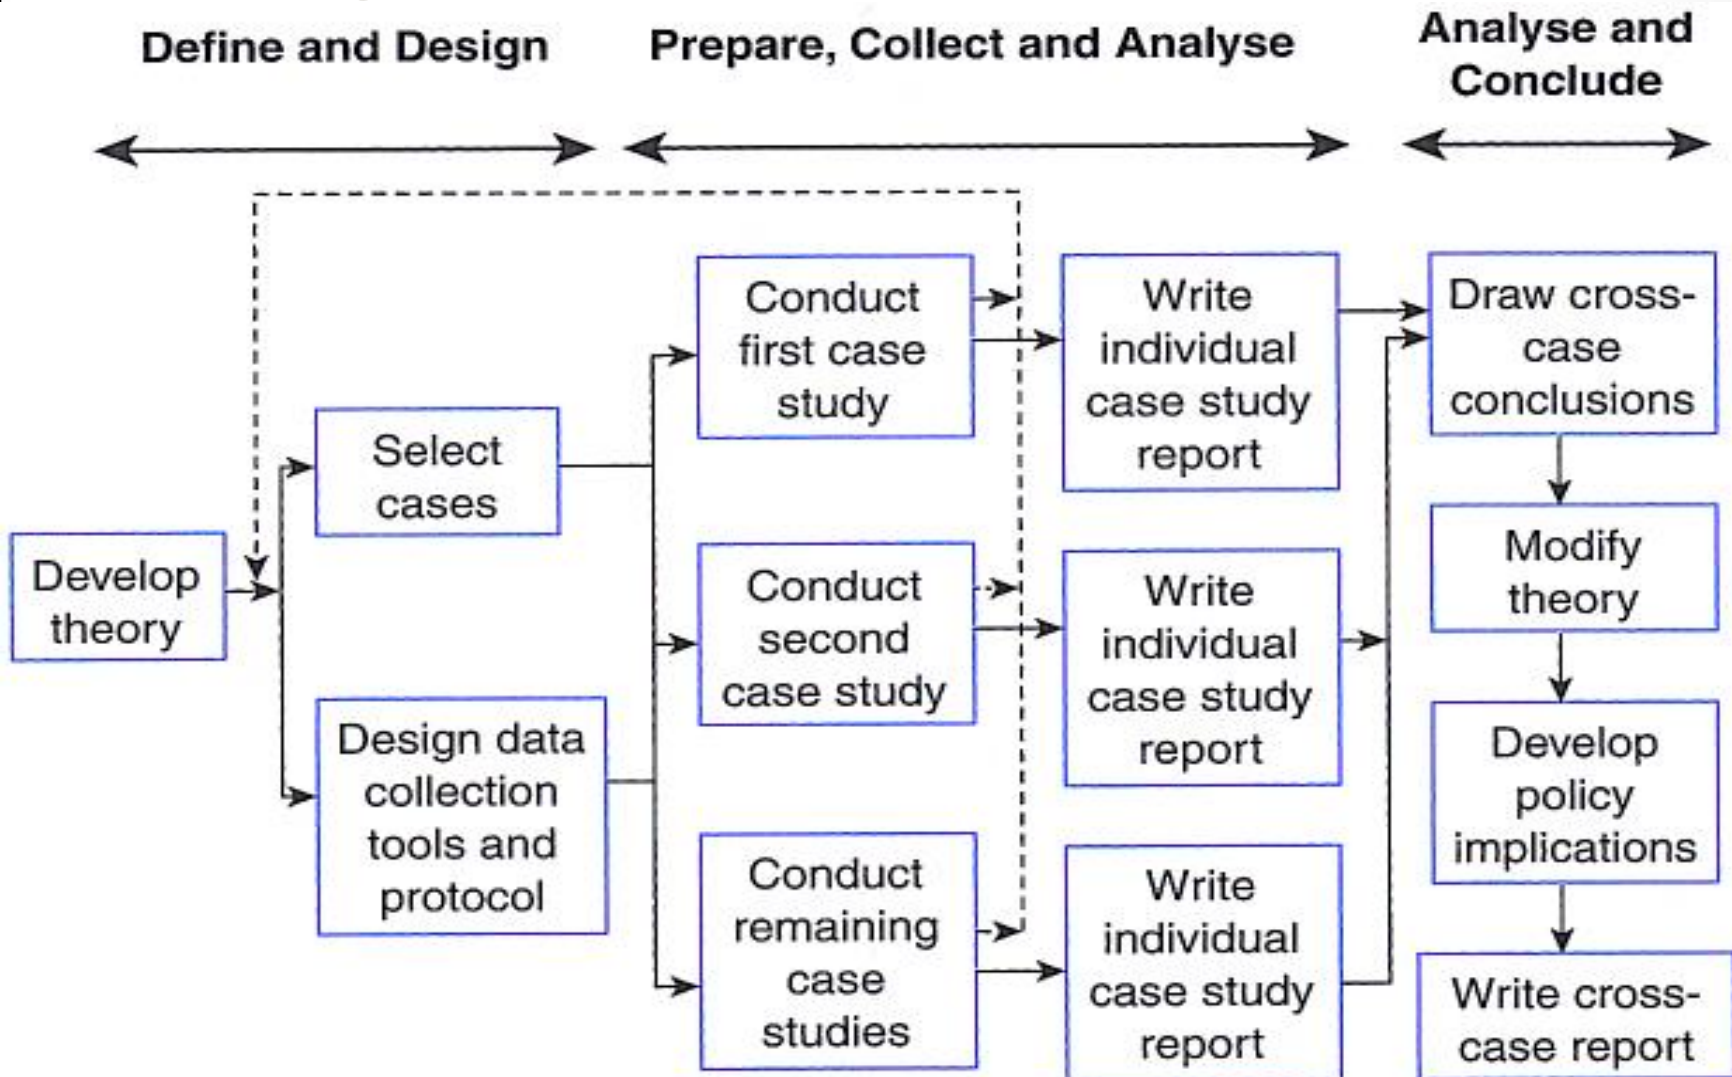 Define and Design
Prepare, Collect and Analyse
Analyse and
Conclude
Develop
theory
Select
cases
Design data
collection
tools and
protocol
Conduct
first case
study
Conduct
second
case study
Conduct
remaining
case
studies
Write
individual
case study
report
Write
individual
case study
report
Write
individual
case study
report
Draw cross-
case
conclusions
Modify
theory
Develop
policy
implications
Write cross-
case report